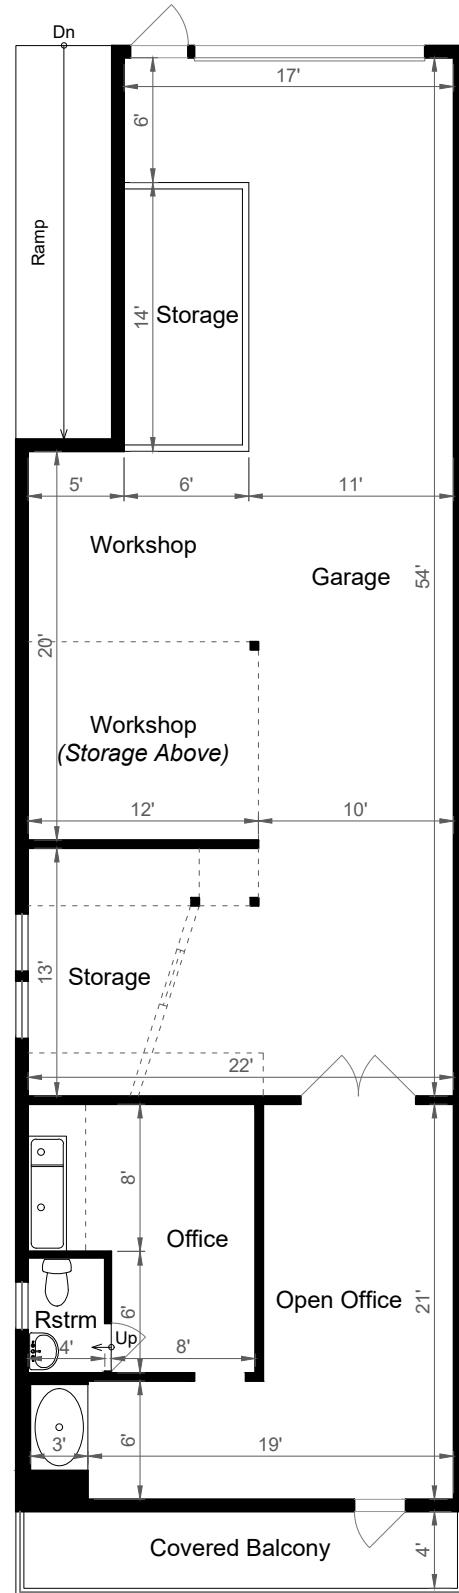 Dn
17'
6'
Ramp
14'
Storage
5'
6'
11'
Workshop
Garage
54'
20'
Workshop
(Storage Above)
12'
10'
13'
Storage
22'
8'
Office
Open Office
21'
6'
Rstrm
Up
4'
8'
3'
6'
19'
Covered Balcony
4'